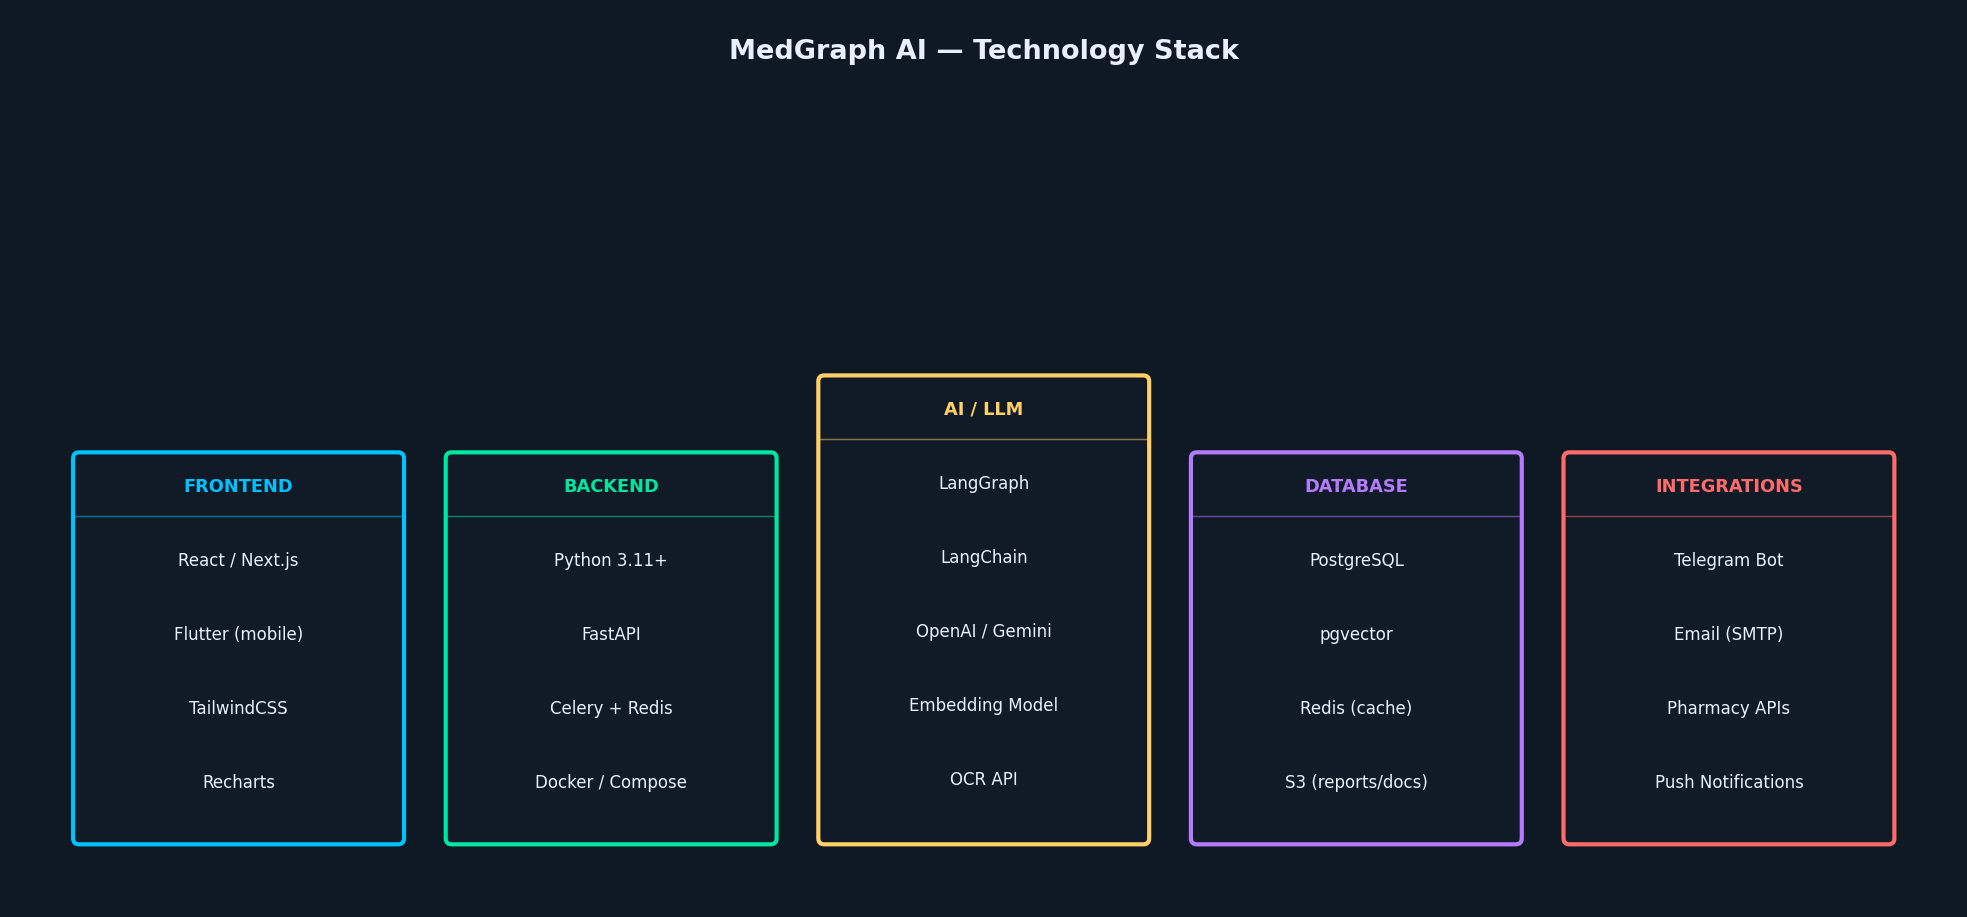 MedGraph AI — Technology Stack
FRONTEND
React / Next.js
Flutter (mobile)
TailwindCSS
Recharts
BACKEND
Python 3.11+
FastAPI
Celery + Redis
Docker / Compose
AI / LLM
LangGraph
LangChain
OpenAI / Gemini
Embedding Model
OCR API
DATABASE
PostgreSQL
pgvector
Redis (cache)
S3 (reports/docs)
INTEGRATIONS
Telegram Bot
Email (SMTP)
Pharmacy APIs
Push Notifications